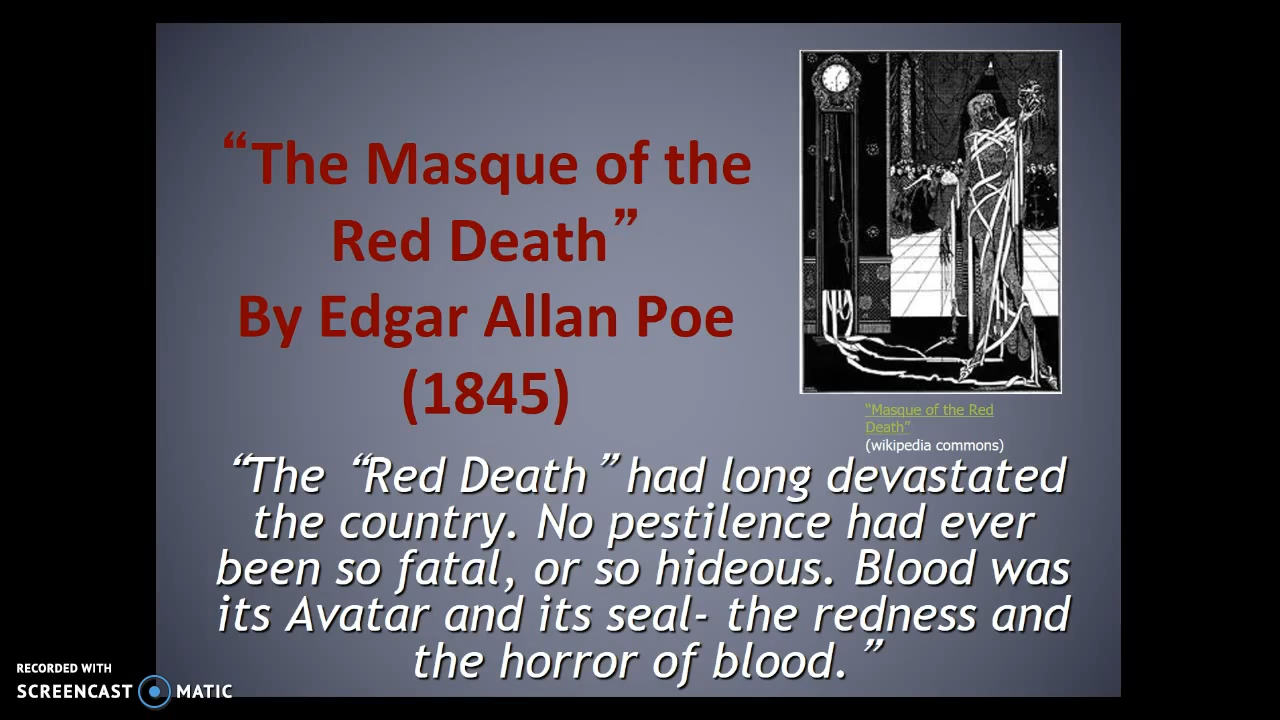 “The Masque of the
Red Death”
By Edgar Allan Poe
(1845)
“Masque of the Red
Death”
(wikipedia commons)
“The “Red Death” had long devastated
the country. No pestilence had ever
been so fatal, or so hideous. Blood was
its Avatar and its seal- the redness and
the horror of blood.”
RECORDED WITH
SCREENCAST MATIC